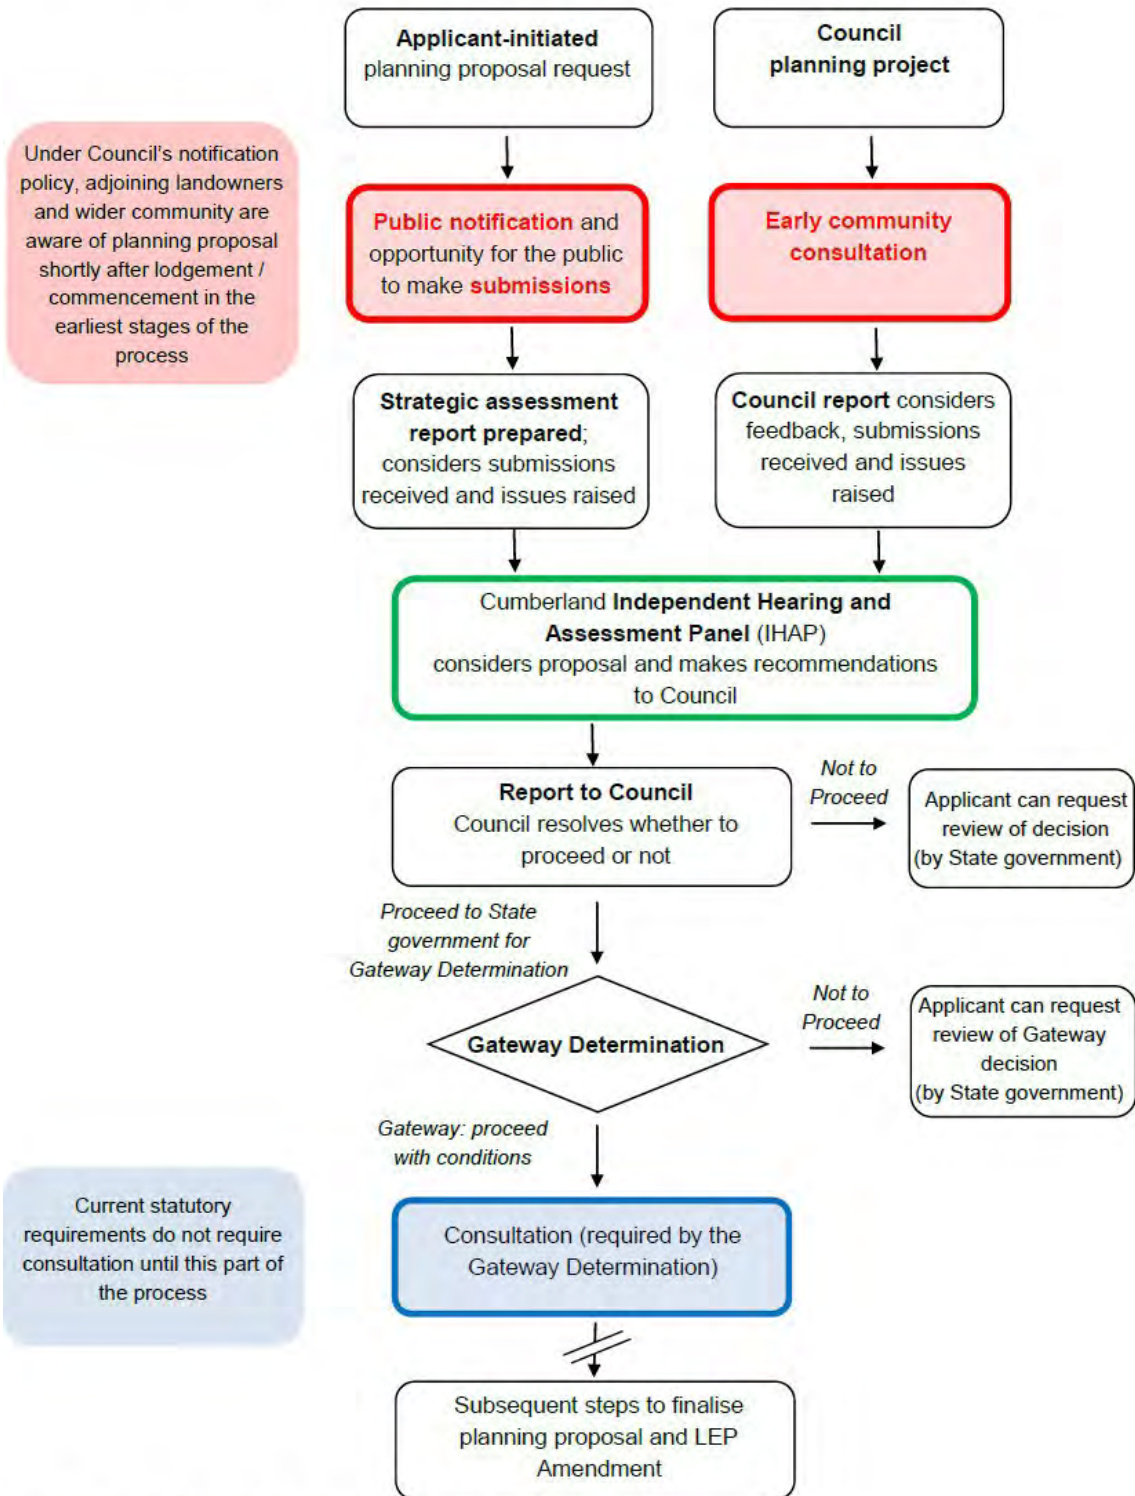 Applicant-initiated
planning proposal request
Council
planning project
Under Council's notification
policy, adjoining landowners
and wider community are
aware of planning proposal
shortly after lodgement /
commencement in the
earliest stages of the
process
Public notification and
opportunity for the public
to make submissions
Early community
consultation
Strategic assessment
report prepared;
considers submissions
received and issues raised
Council report considers
feedback, submissions
received and issues
raised
Cumberland Independent Hearing and
Assessment Panel (IHAP)
considers proposal and makes recommendations
to Council
Report to Council
Council resolves whether to
proceed or not
Not to
Proceed
Applicant can request
review of decision
(by State government)
Proceed to State
government for
Gateway Determination
Gateway Determination
Not to
Proceed
Applicant can request
review of Gateway
decision
(by State government)
Gateway: proceed
with conditions
Current statutory
requirements do not require
consultation until this part of
the process
Consultation (required by the
Gateway Determination)
Subsequent steps to finalise
planning proposal and LEP
Amendment